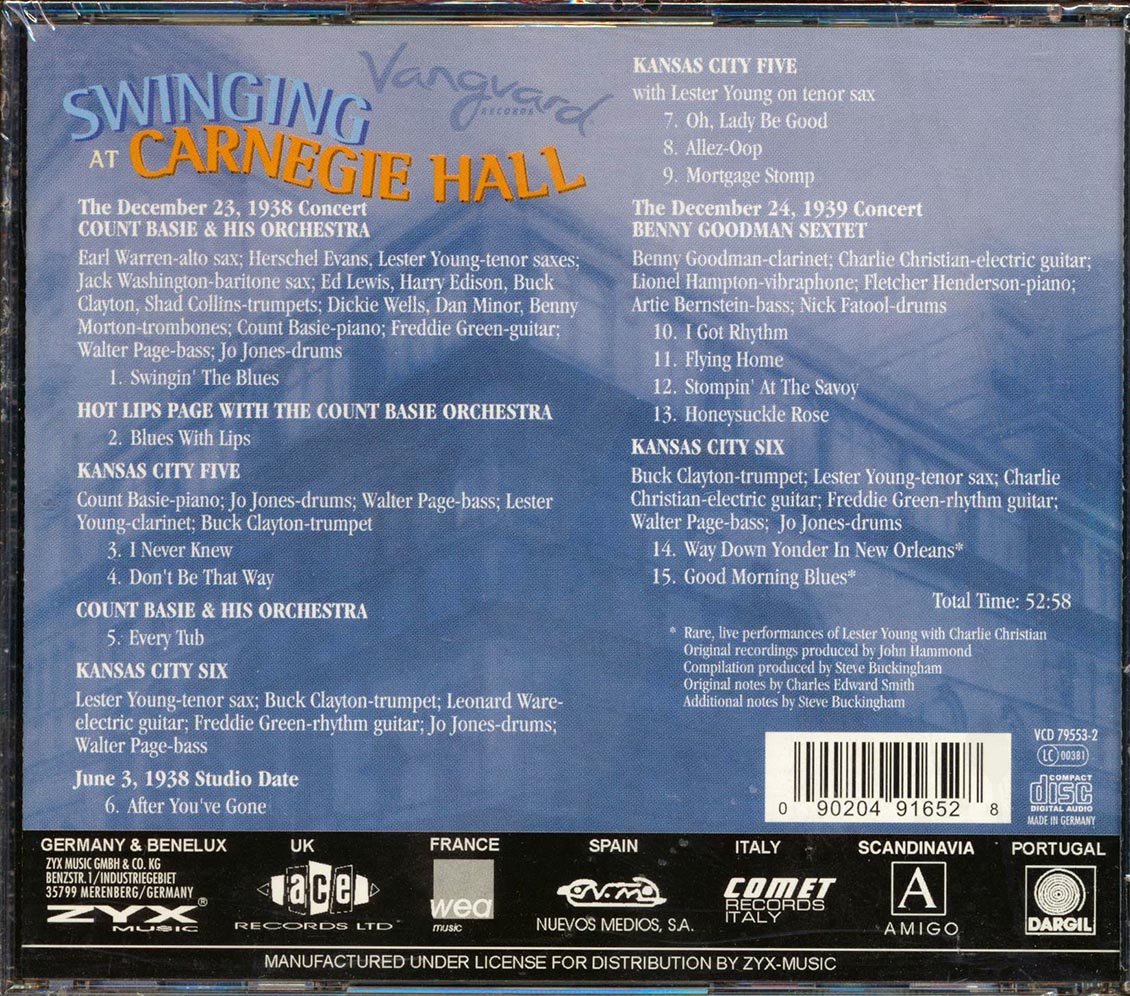 Vanguard
RECORDS
SWINGING
AT CARNEGIE HALL
The December 23, 1938 Concert
COUNT BASIE & HIS ORCHESTRA
Earl Warren-alto sax; Herschel Evans, Lester Young-tenor saxes;
Jack Washington-baritone sax; Ed Lewis, Harry Edison, Buck
Clayton, Shad Collins-trumpets; Dickie Wells, Dan Minor, Benny
Morton-trombones; Count Basie-piano; Freddie Green-guitar;
Walter Page-bass; Jo Jones-drums
1. Swingin' The Blues
HOT LIPS PAGE WITH THE COUNT BASIE ORCHESTRA
2. Blues With Lips
KANSAS CITY FIVE
Count Basie-piano; Jo Jones-drums; Walter Page-bass; Lester
Young-clarinet; Buck Clayton-trumpet
3. I Never Knew
4. Don't Be That Way
COUNT BASIE & HIS ORCHESTRA
5. Every Tub
KANSAS CITY SIX
Lester Young-tenor sax; Buck Clayton-trumpet; Leonard Ware-
electric guitar; Freddie Green-rhythm guitar; Jo Jones-drums;
Walter Page-bass
June 3, 1938 Studio Date
6. After You've Gone
KANSAS CITY FIVE
with Lester Young on tenor sax
7. Oh, Lady Be Good
8. Allez-Oop
9. Mortgage Stomp
The December 24, 1939 Concert
BENNY GOODMAN SEXTET
Benny Goodman-clarinet; Charlie Christian-electric guitar;
Lionel Hampton-vibraphone; Fletcher Henderson-piano;
Artie Bernstein-bass; Nick Fatool-drums
10. I Got Rhythm
11. Flying Home
12. Stompin' At The Savoy
13. Honeysuckle Rose
KANSAS CITY SIX
Buck Clayton-trumpet; Lester Young-tenor sax; Charlie
Christian-electric guitar; Freddie Green-rhythm guitar;
Walter Page-bass; Jo Jones-drums
14. Way Down Yonder In New Orleans*
15. Good Morning Blues*
Total Time: 52:58
* Rare, live performances of Lester Young with Charlie Christian
Original recordings produced by John Hammond
Compilation produced by Steve Buckingham
Original notes by Charles Edward Smith
Additional notes by Steve Buckingham
0 90204 91652 8
VCD 79553-2
LC 00381
COMPACT
disc
DIGITAL AUDIO
MADE IN GERMANY
GERMANY & BENELUX
ZYX MUSIC GMBH & CO. KG
BENZSTR.1/INDUSTRIEGEBIET
35799 MERENBERG/GERMANY
ZYX®
MUSIC
UK
ace
RECORDS LTD
FRANCE
wea
music
SPAIN
NUEVOS MEDIOS, S.A.
ITALY
COMET
RECORDS
ITALY
SCANDINAVIA
A
AMIGO
PORTUGAL
DARGIL
MANUFACTURED UNDER LICENSE FOR DISTRIBUTION BY ZYX-MUSIC